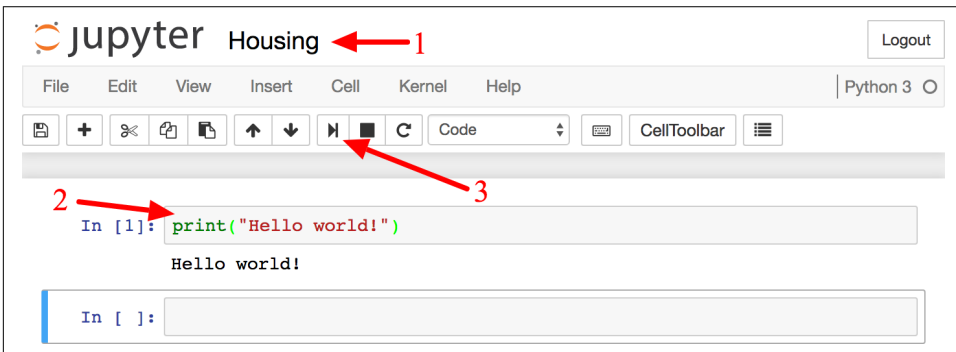 jupyter Housing 1 Logout
File Edit View Insert Cell Kernel Help Python 3
Code CellToolbar
3
2
In [1]: print("Hello world!")
Hello world!
In [ ]: